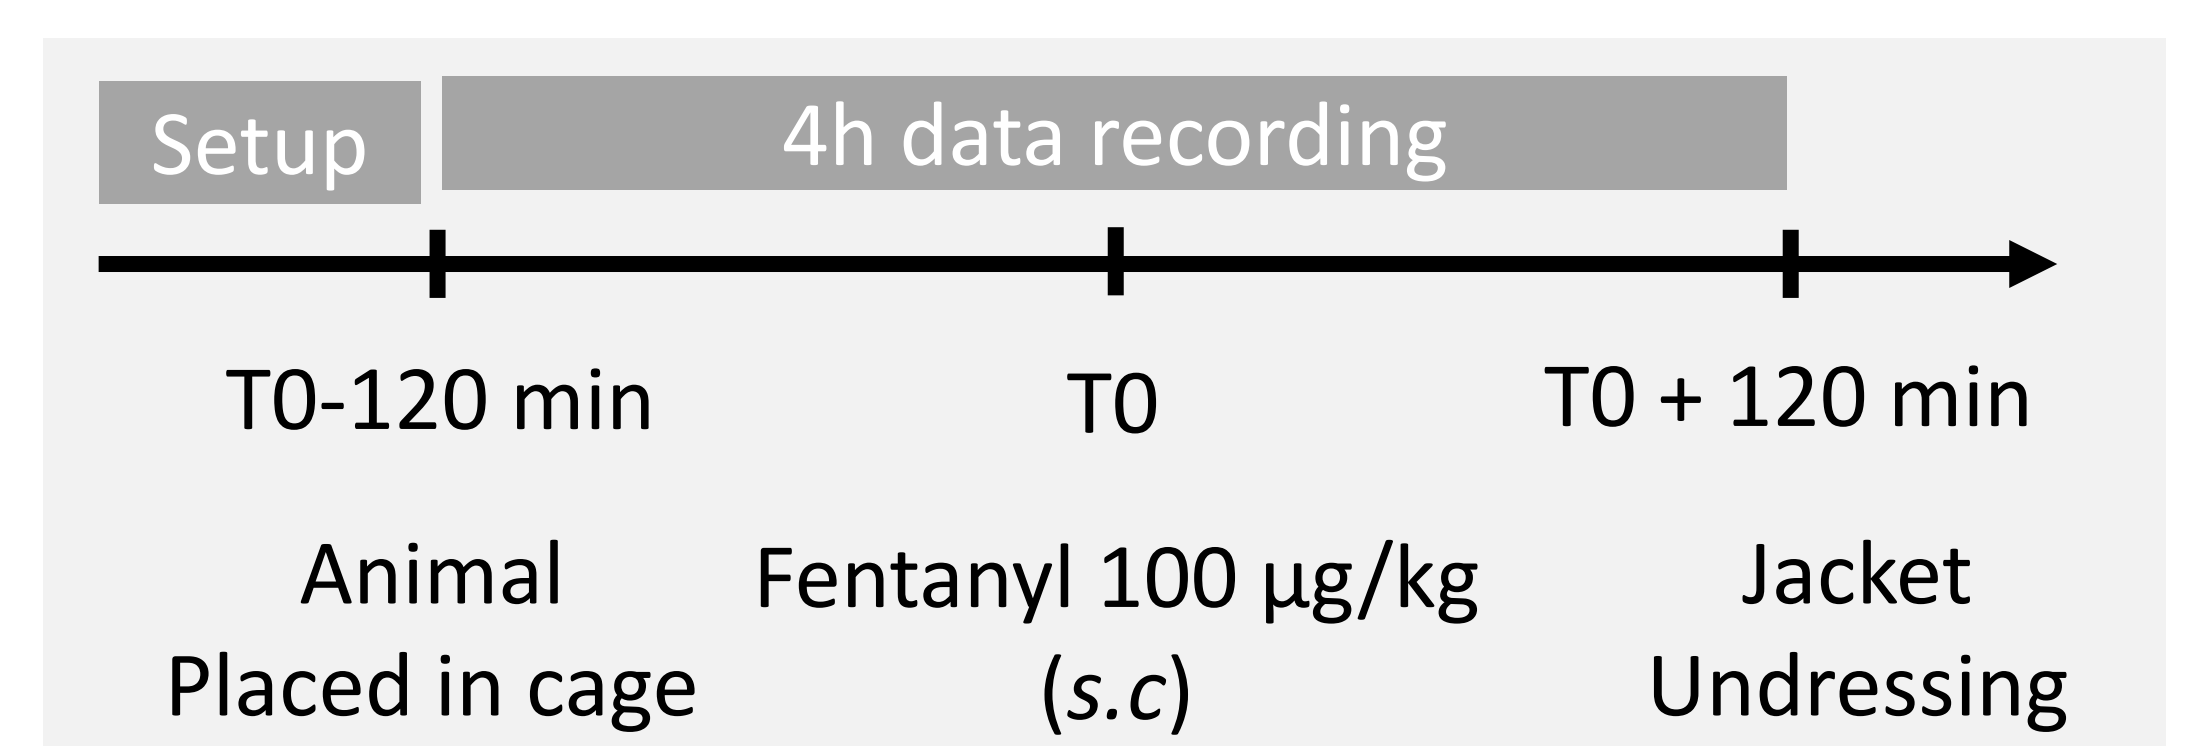 Setup
4h data recording
T0-120 min
T0
T0 + 120 min
Animal
Placed in cage
Fentanyl 100 µg/kg
(s.c)
Jacket
Undressing